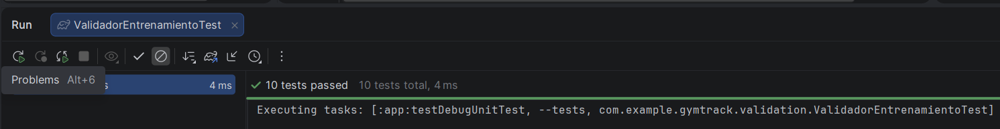 Run
ValidadorEntrenamientoTest
Problems Alt+6
4 ms
10 tests passed 10 tests total, 4 ms
Executing tasks: [:app:testDebugUnitTest, --tests, com.example.gymtrack.validation.ValidadorEntrenamientoTest]